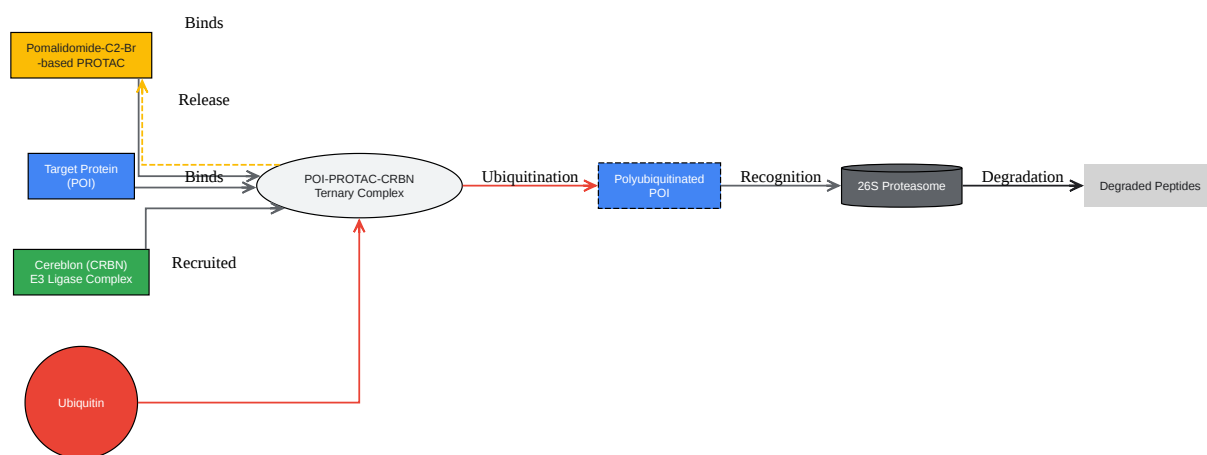 Binds
Pomalidomide-C2-Br
-based PROTAC
Release
Target Protein
(POI)
Binds
POI-PROTAC-CRBN
Ternary Complex
Ubiquitination
Polyubiquitinated
POI
Recognition
26S Proteasome
Degradation
Degraded Peptides
Cereblon (CRBN)
E3 Ligase Complex
Recruited
Ubiquitin